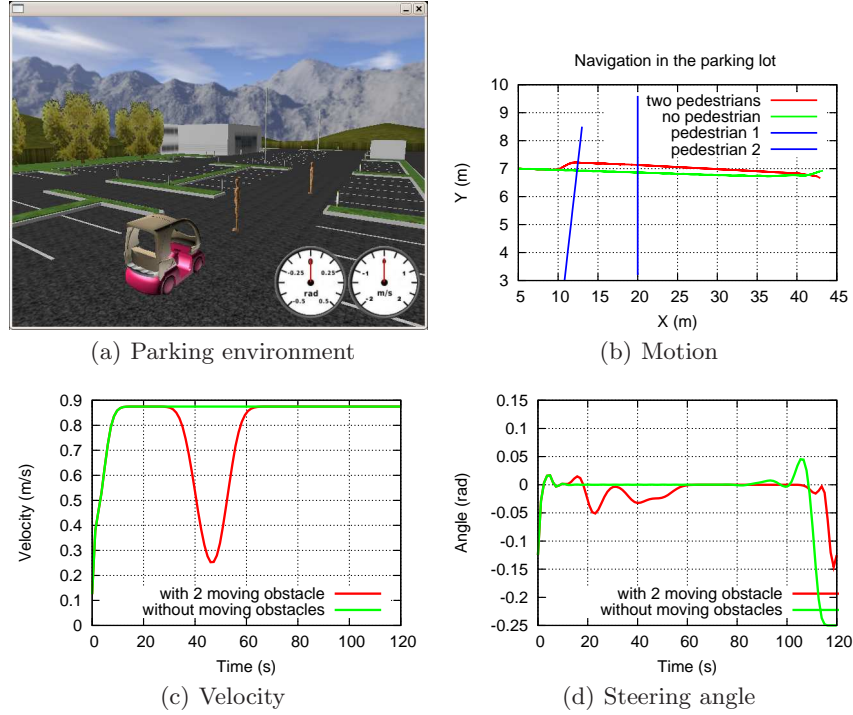 -0.25 0.25
-0.5 rad 0.5
-1 1
-2 m/s 2
(a) Parking environment
Navigation in the parking lot
10
9
8
7
6
5
4
3
Y (m)
two pedestrians
no pedestrian
pedestrian 1
pedestrian 2
5 10 15 20 25 30 35 40 45
X (m)
(b) Motion
0.9
0.8
0.7
0.6
0.5
0.4
0.3
0.2
0.1
0
Velocity (m/s)
with 2 moving obstacle
without moving obstacles
0 20 40 60 80 100 120
Time (s)
(c) Velocity
0.15
0.1
0.05
0
-0.05
-0.1
-0.15
-0.2
-0.25
Angle (rad)
with 2 moving obstacle
without moving obstacles
0 20 40 60 80 100 120
Time (s)
(d) Steering angle